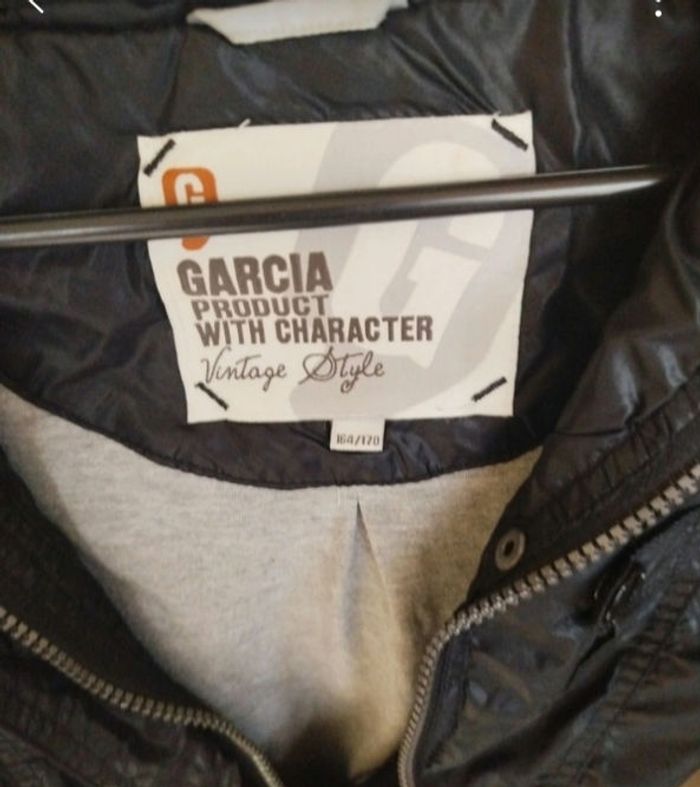 G
GARCIA
PRODUCT
WITH CHARACTER
Vintage Style
164/170